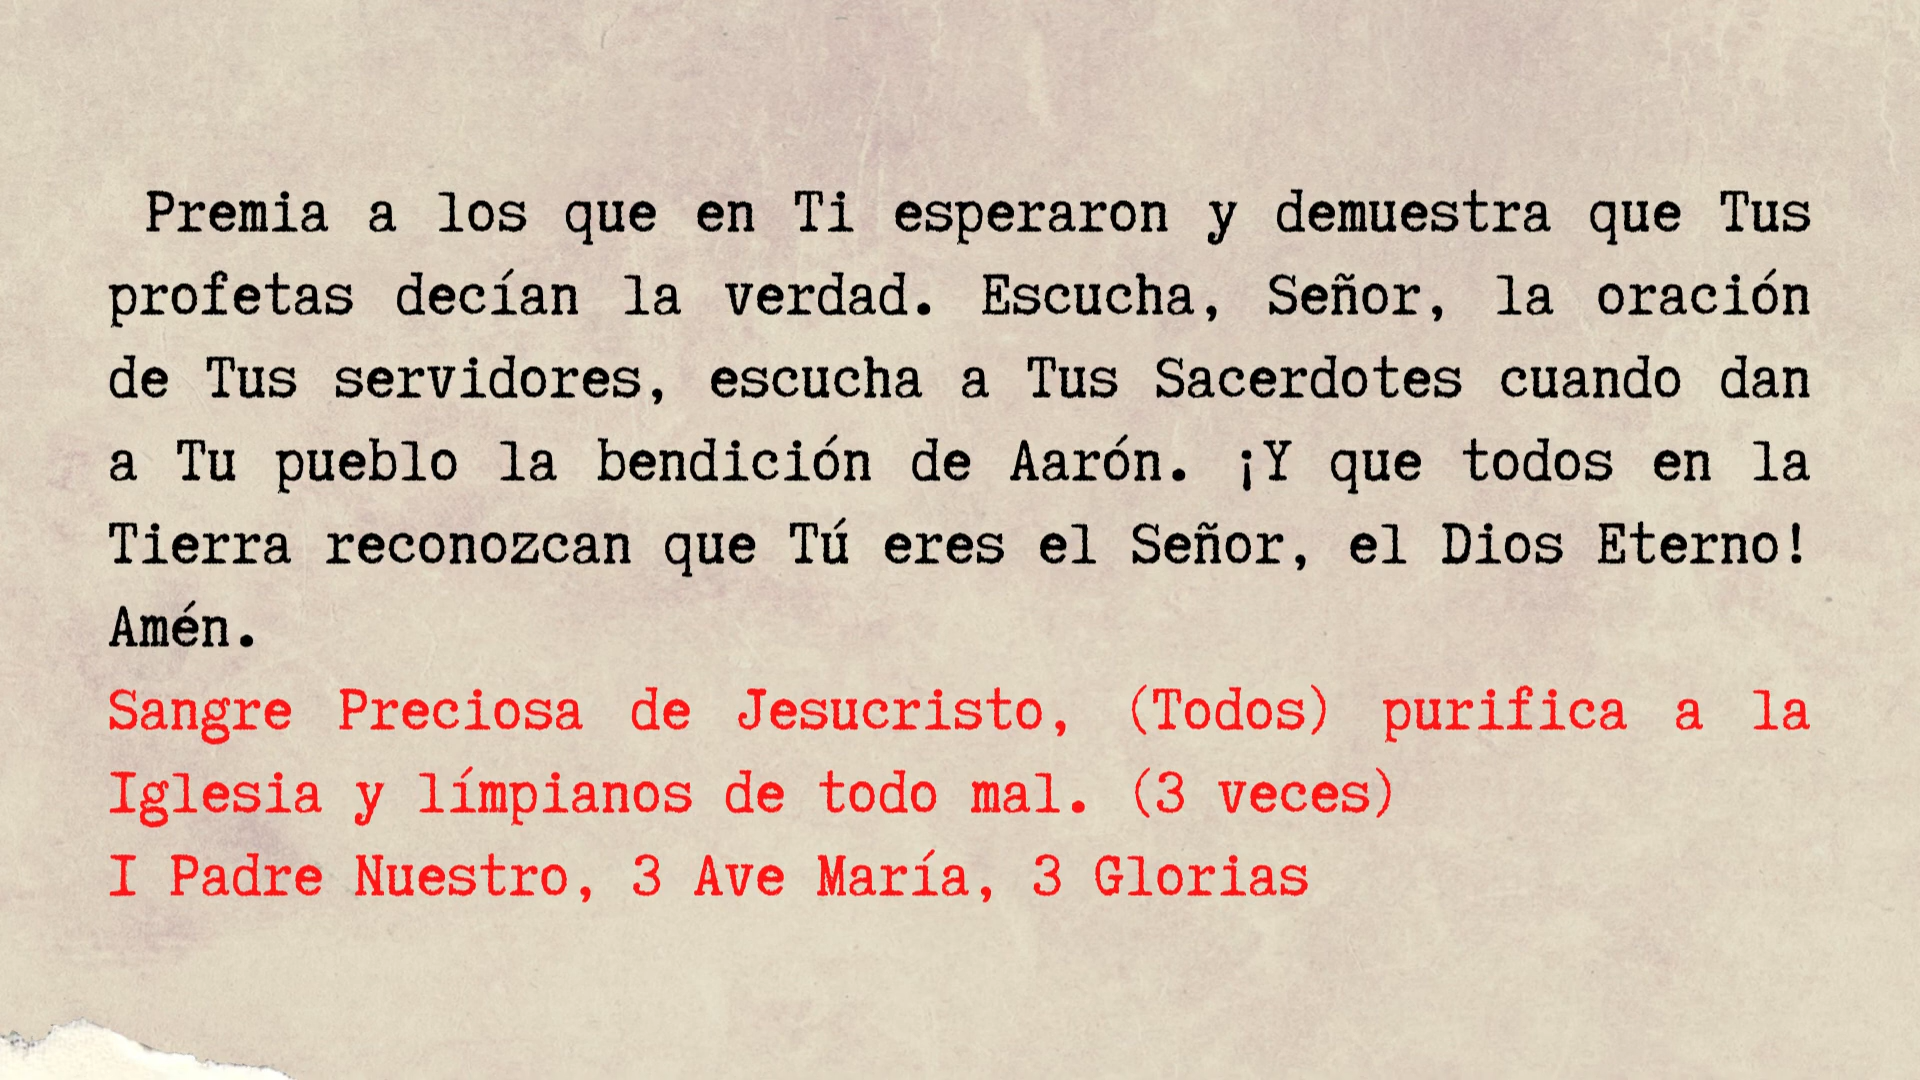 Premia a los que en Ti esperaron y demuestra que Tus
profetas decían la verdad. Escucha, Señor, la oración
de Tus servidores, escucha a Tus Sacerdotes cuando dan
a Tu pueblo la bendición de Aarón. ¡Y que todos en la
Tierra reconozcan que Tú eres el Señor, el Dios Eterno!
Amén.
Sangre Preciosa de Jesucristo, (Todos) purifica a la
Iglesia y límpianos de todo mal. (3 veces)
I Padre Nuestro, 3 Ave María, 3 Glorias